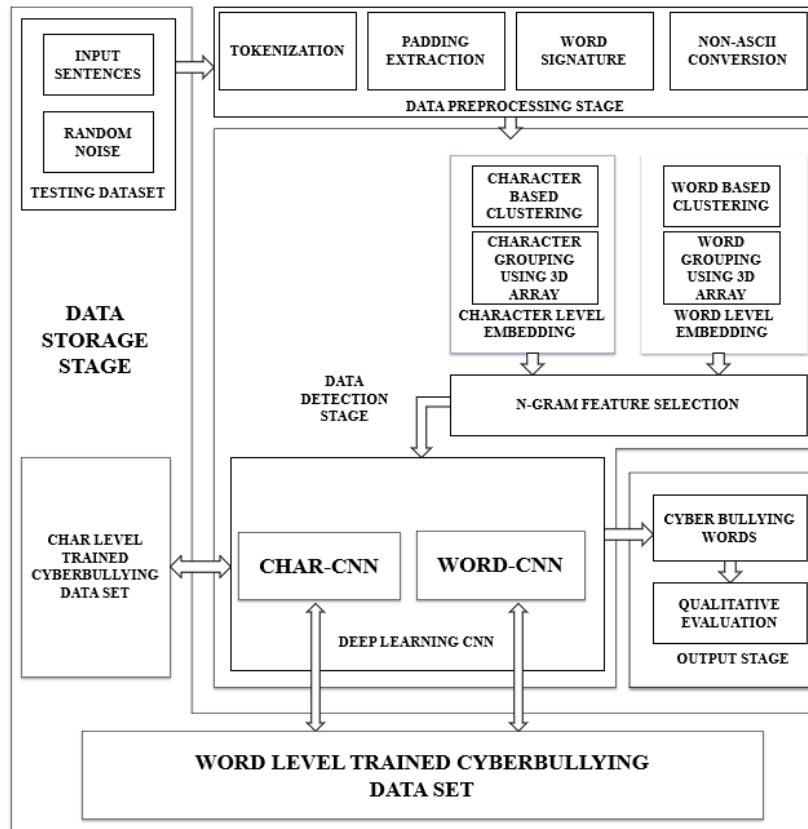 INPUT
SENTENCES
RANDOM
NOISE
TESTING DATASET
TOKENIZATION
PADDING
EXTRACTION
WORD
SIGNATURE
NON-ASCII
CONVERSION
DATA PREPROCESSING STAGE
CHARACTER
BASED
CLUSTERING
CHARACTER
GROUPING
USING 3D
ARRAY
CHARACTER LEVEL
EMBEDDING
WORD BASED
CLUSTERING
WORD
GROUPING
USING 3D
ARRAY
WORD LEVEL
EMBEDDING
DATA
STORAGE
STAGE
DATA
DETECTION
STAGE
N-GRAM FEATURE SELECTION
CHAR LEVEL
TRAINED
CYBERBULLYING
DATA SET
CHAR-CNN
WORD-CNN
DEEP LEARNING CNN
CYBER BULLYING
WORDS
QUALITATIVE
EVALUATION
OUTPUT STAGE
WORD LEVEL TRAINED CYBERBULLYING
DATA SET